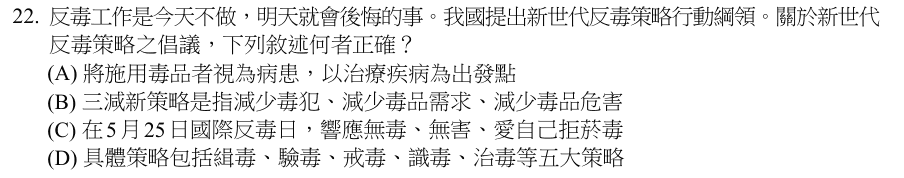 22. 反毒工作是今天不做，明天就會後悔的事。我國提出新世代反毒策略行動綱領。關於新世代
反毒策略之倡議，下列敘述何者正確？
(A) 將施用毒品者視為病患，以治療疾病為出發點
(B) 三減新策略是指減少毒犯、減少毒品需求、減少毒品危害
(C) 在5月25日國際反毒日，響應無毒、無害、愛自己拒菸毒
(D) 具體策略包括緝毒、驗毒、戒毒、識毒、治毒等五大策略